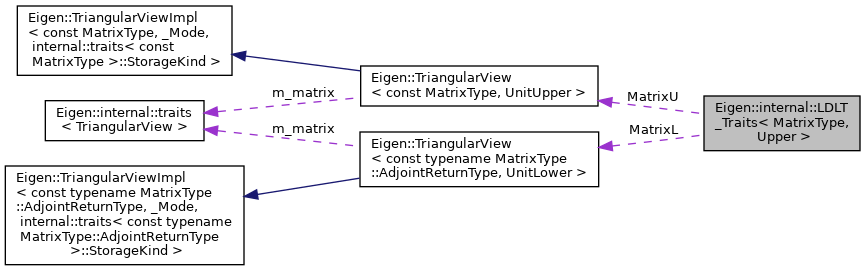 Eigen::TriangularViewImpl
< const MatrixType, _Mode,
internal::traits< const
MatrixType >::StorageKind >
Eigen::internal::traits
< TriangularView >
Eigen::TriangularViewImpl
< const typename MatrixType
::AdjointReturnType, _Mode,
internal::traits< const typename
MatrixType::AdjointReturnType
>::StorageKind >
m_matrix
m_matrix
Eigen::TriangularView
< const MatrixType, UnitUpper >
Eigen::TriangularView
< const typename MatrixType
::AdjointReturnType, UnitLower >
MatrixU
MatrixL
Eigen::internal::LDLT
_Traits< MatrixType,
Upper >